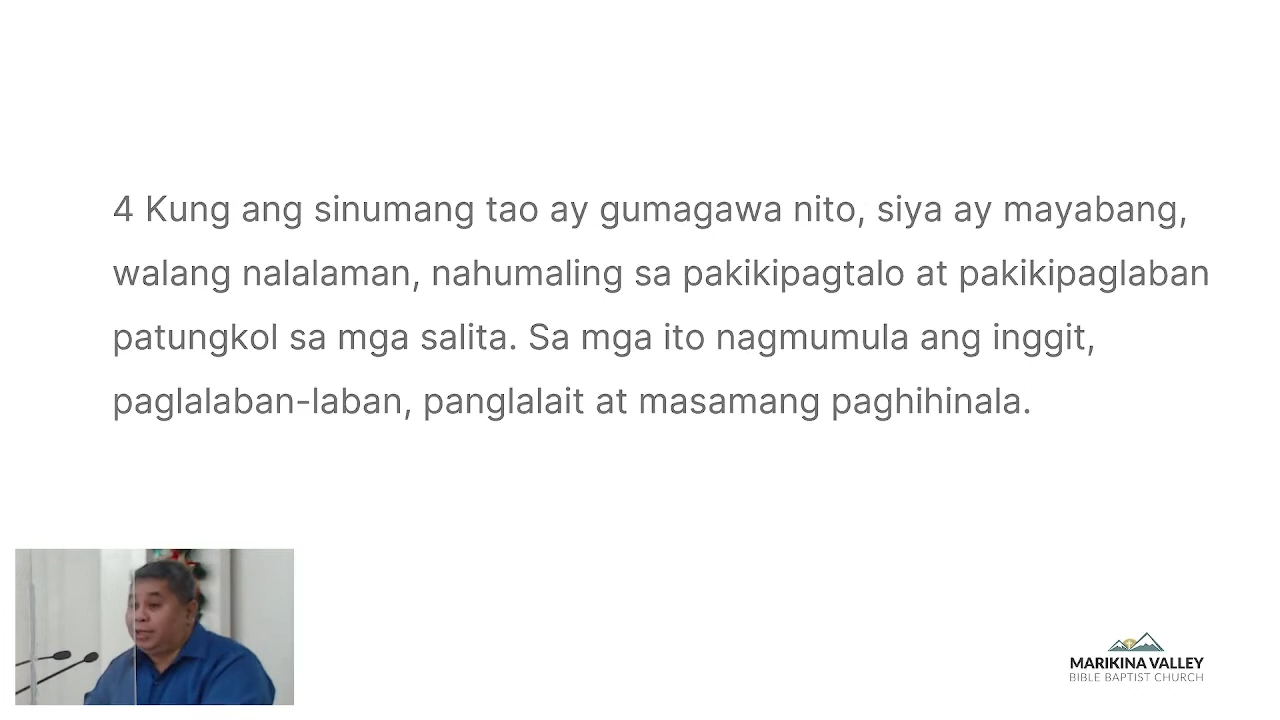 4 Kung ang sinumang tao ay gumagawa nito, siya ay mayabang,
walang nalalaman, nahumaling sa pakikipagtalo at pakikipaglaban
patungkol sa mga salita. Sa mga ito nagmumula ang inggit,
paglalaban-laban, panglalait at masamang paghihinala.
MARIKINA VALLEY
BIBLE BAPTIST CHURCH